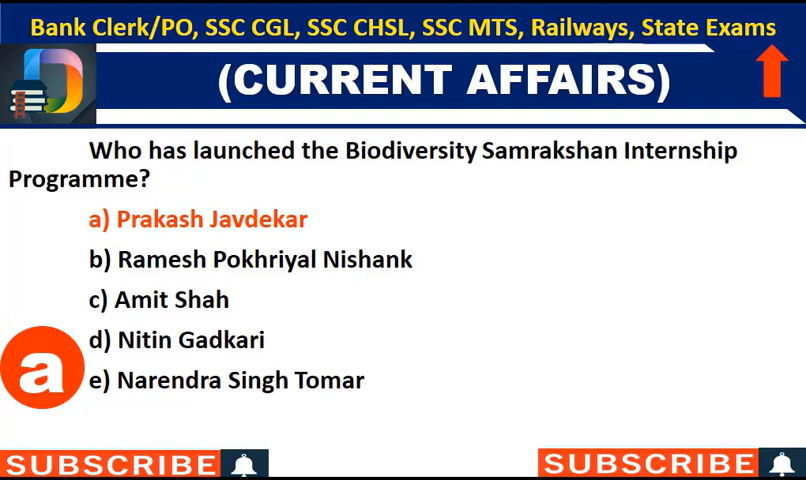 Bank Clerk/PO, SSC CGL, SSC CHSL, SSC MTS, Railways, State Exams
(CURRENT AFFAIRS)
Who has launched the Biodiversity Samrakshan Internship
Programme?
a) Prakash Javdekar
b) Ramesh Pokhriyal Nishank
c) Amit Shah
d) Nitin Gadkari
a
e) Narendra Singh Tomar
SUBSCRIBE
SUBSCRIBE